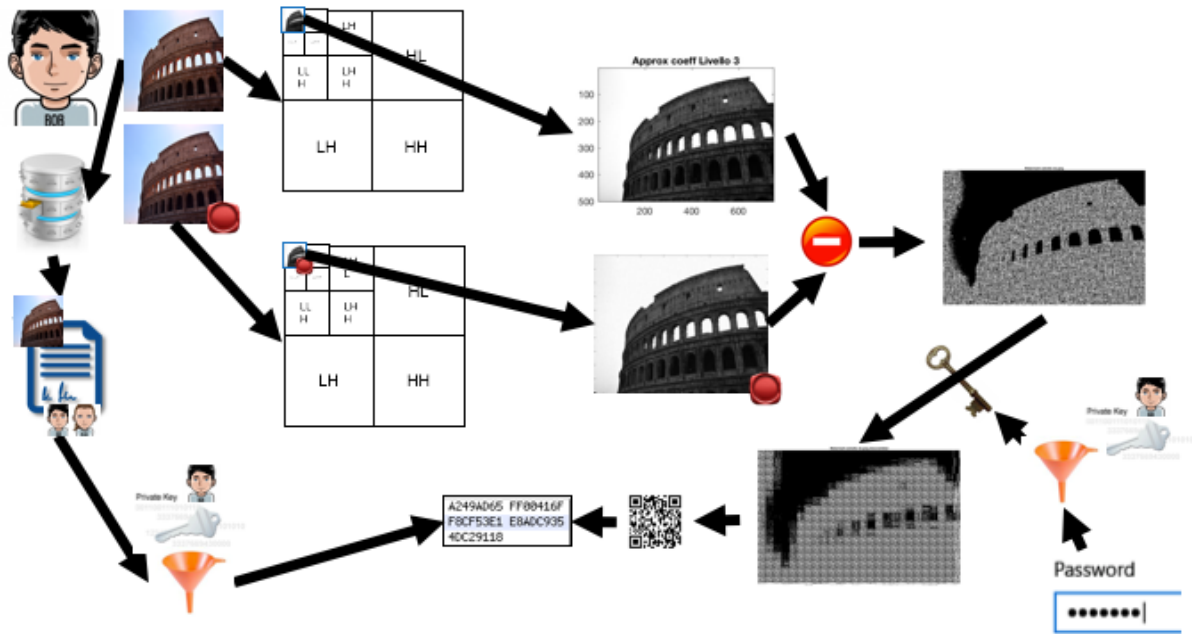 BOB
LH
HL
LL
H
LH
H
LH
HH
Approx coeff Livello 3
100
200
300
400
500
200
400
600
HL
LL
H
LH
H
LH
HH
Private Key
Private Key
A249AD65 FF00416F
F8CF53E1 E8ADC935
4DC29118
Password
•••••••